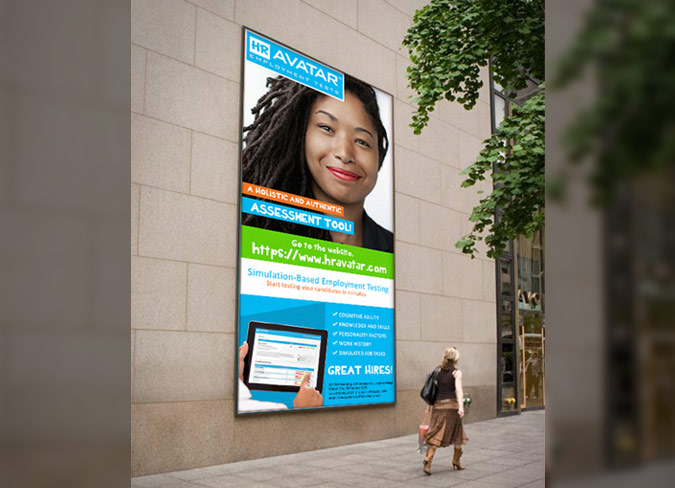 HR AVATAR
EMPLOYMENT TESTS
A HOLISTIC AND AUTHENTIC
ASSESSMENT TOOL!
Go to the website,
https://www.hravatar.com
Simulation-Based Employment Testing
Start testing your candidates in minutes.
✓ COGNITIVE ABILITY
✓ KNOWLEDGE AND SKILLS
✓ PERSONALITY FACTORS
✓ WORK HISTORY
✓ SIMULATED JOB TASKS
GREAT HIRES!